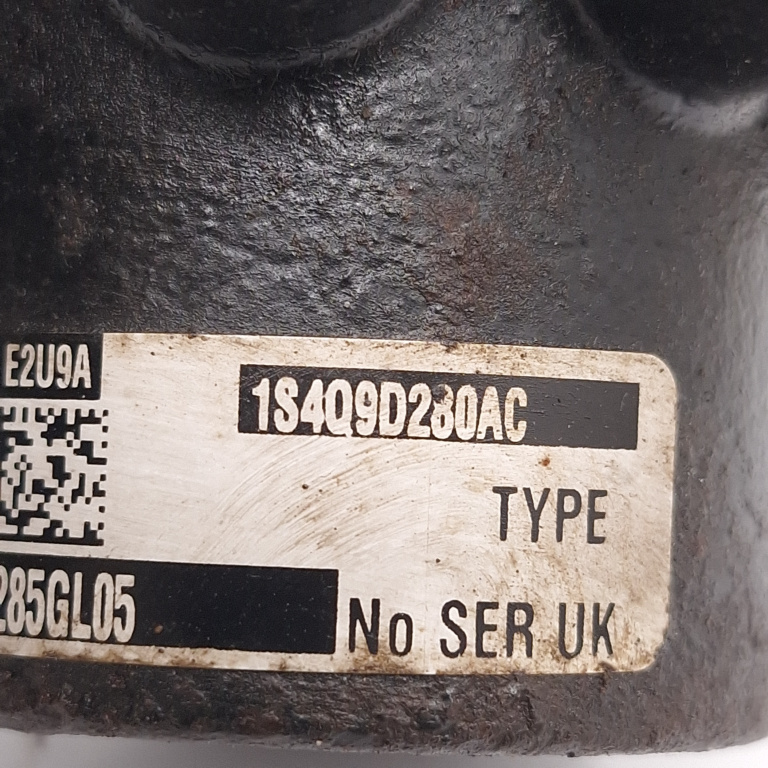 E2U9A
1S4Q9D280AC
TYPE
285GL05
No SER UK